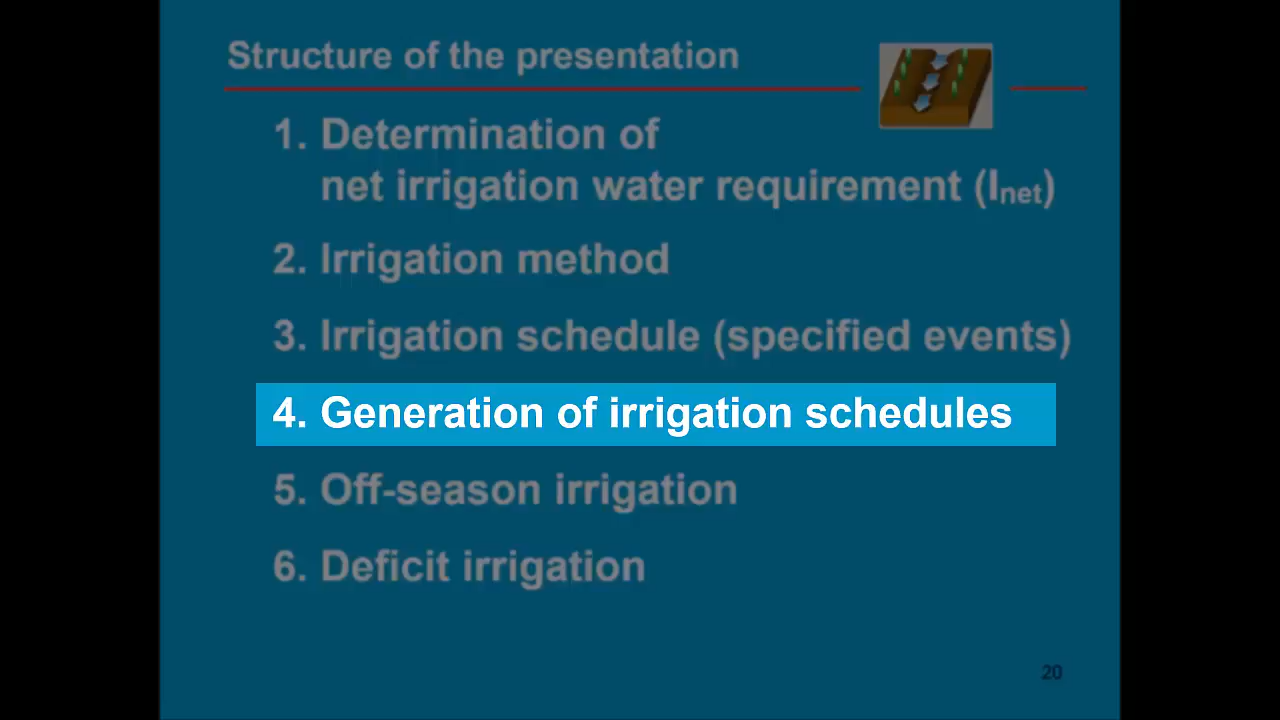 Structure of the presentation
1. Determination of
net irrigation water requirement (Inet)
2. Irrigation method
3. Irrigation schedule (specified events)
4. Generation of irrigation schedules
5. Off-season irrigation
6. Deficit irrigation
20